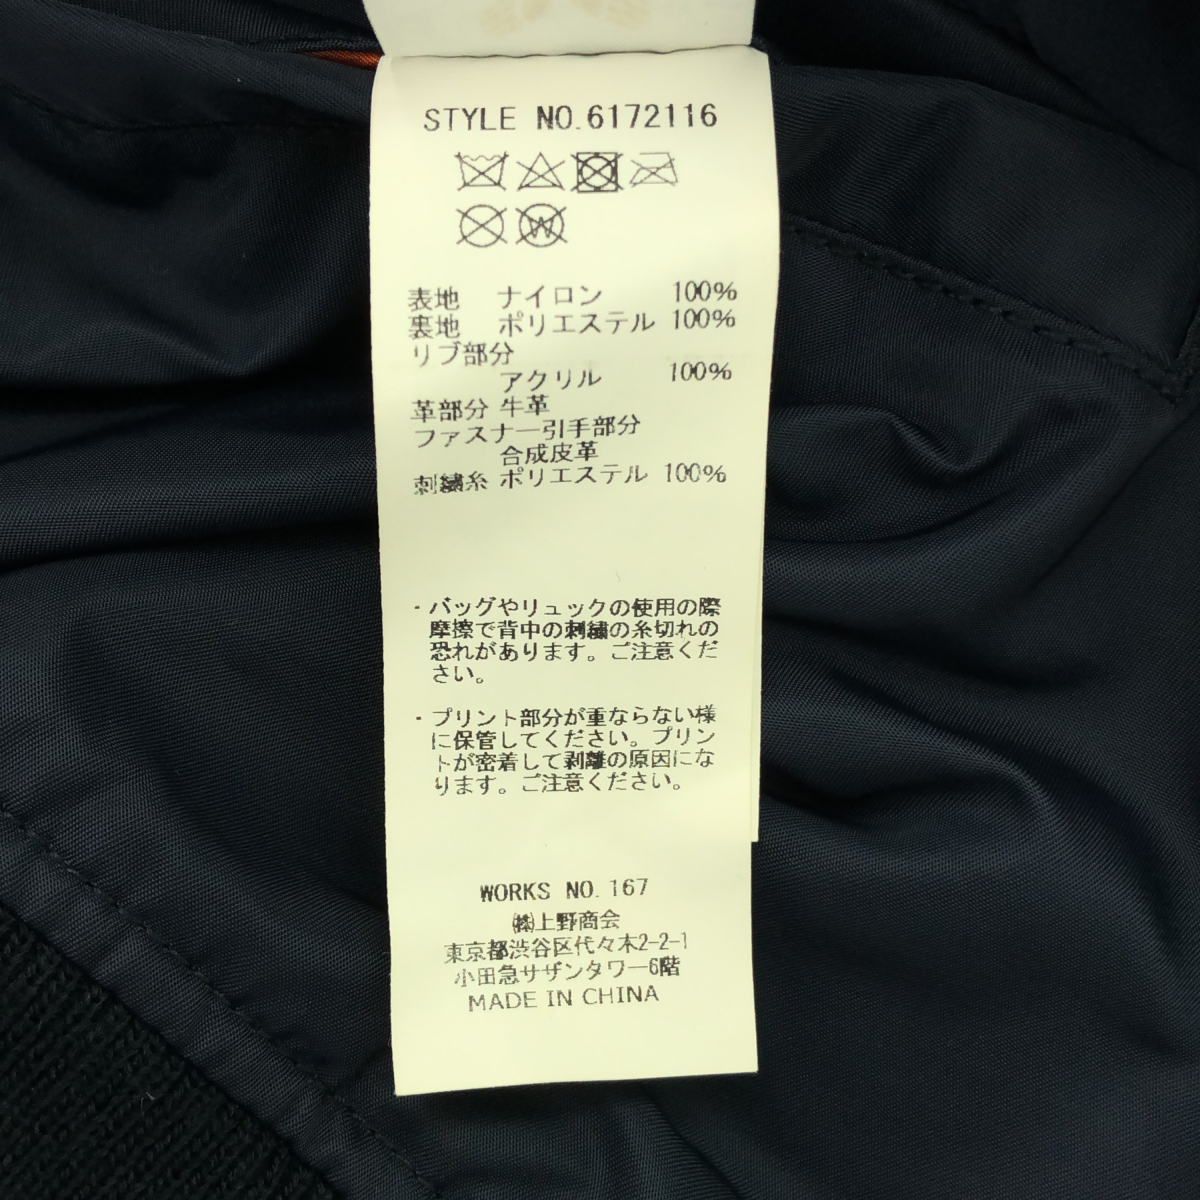 STYLE NO.6172116
W
表地 ナイロン 100%
裏地 ポリエステル 100%
リブ部分
アクリル 100%
革部分 牛革
ファスナー引手部分
合成皮革
刺繍糸 ポリエステル 100%
・バッグやリュックの使用の際
摩擦で背中の刺繍の糸切れの
恐れがあります。ご注意くだ
さい。
・プリント部分が重ならない様
に保管してください。プリン
トが密着して剥離の原因にな
ります。ご注意ください。
WORKS NO.167
㈱上野商会
東京都渋谷区代々木2-2-1
小田急サザンタワー6階
MADE IN CHINA